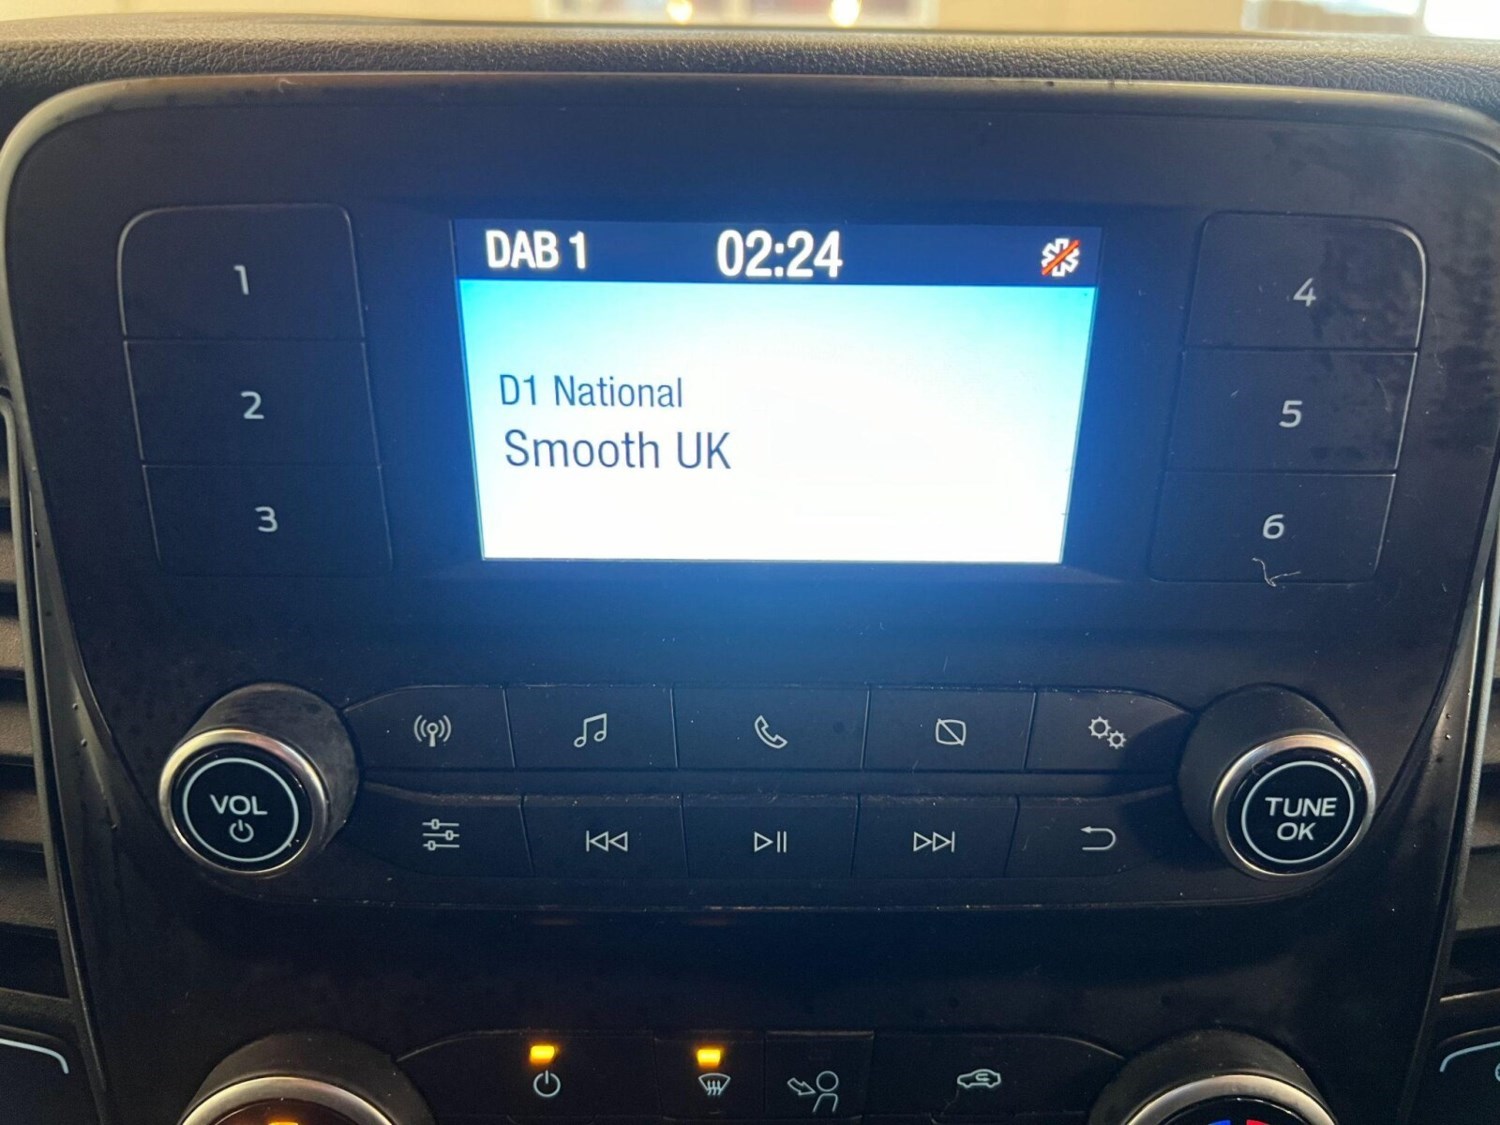 DAB 1 02:24
D1 National
Smooth UK
1
2
3
4
5
6
VOL
TUNE
OK